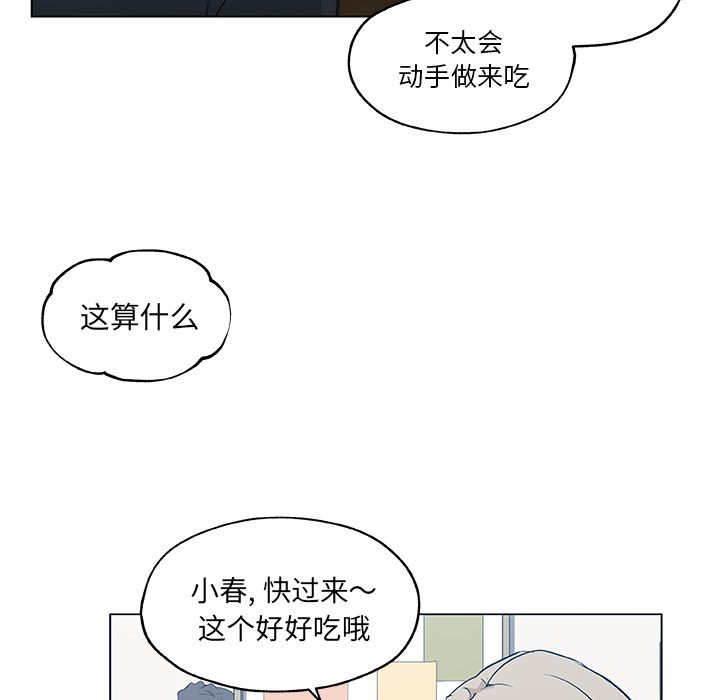 不太会
动手做来吃
这算什么
小春, 快过来～
这个好好吃哦